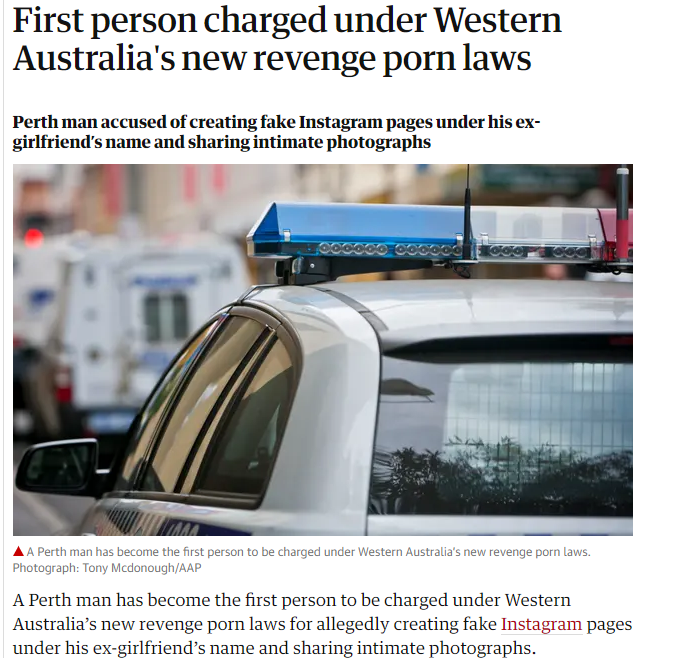 First person charged under Western
Australia's new revenge porn laws
Perth man accused of creating fake Instagram pages under his ex-
girlfriend’s name and sharing intimate photographs
A Perth man has become the first person to be charged under Western Australia’s new revenge porn laws.
Photograph: Tony Mcdonough/AAP
A Perth man has become the first person to be charged under Western
Australia’s new revenge porn laws for allegedly creating fake Instagram pages
under his ex-girlfriend’s name and sharing intimate photographs.